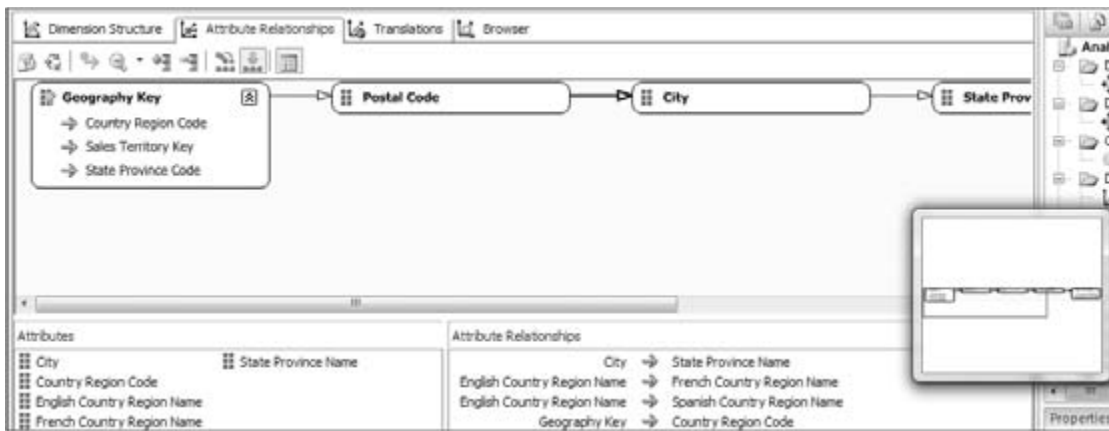 Dimension Structure Attribute Relationships Translations Browser
Anal
Geography Key Postal Code City State Prov
Country Region Code
Sales Territory Key
State Province Code
Attributes Attribute Relationships
City State Province Name City State Province Name
Country Region Code English Country Region Name French Country Region Name
English Country Region Name English Country Region Name Spanish Country Region Name
French Country Region Name Geography Key Country Region Code
Properties